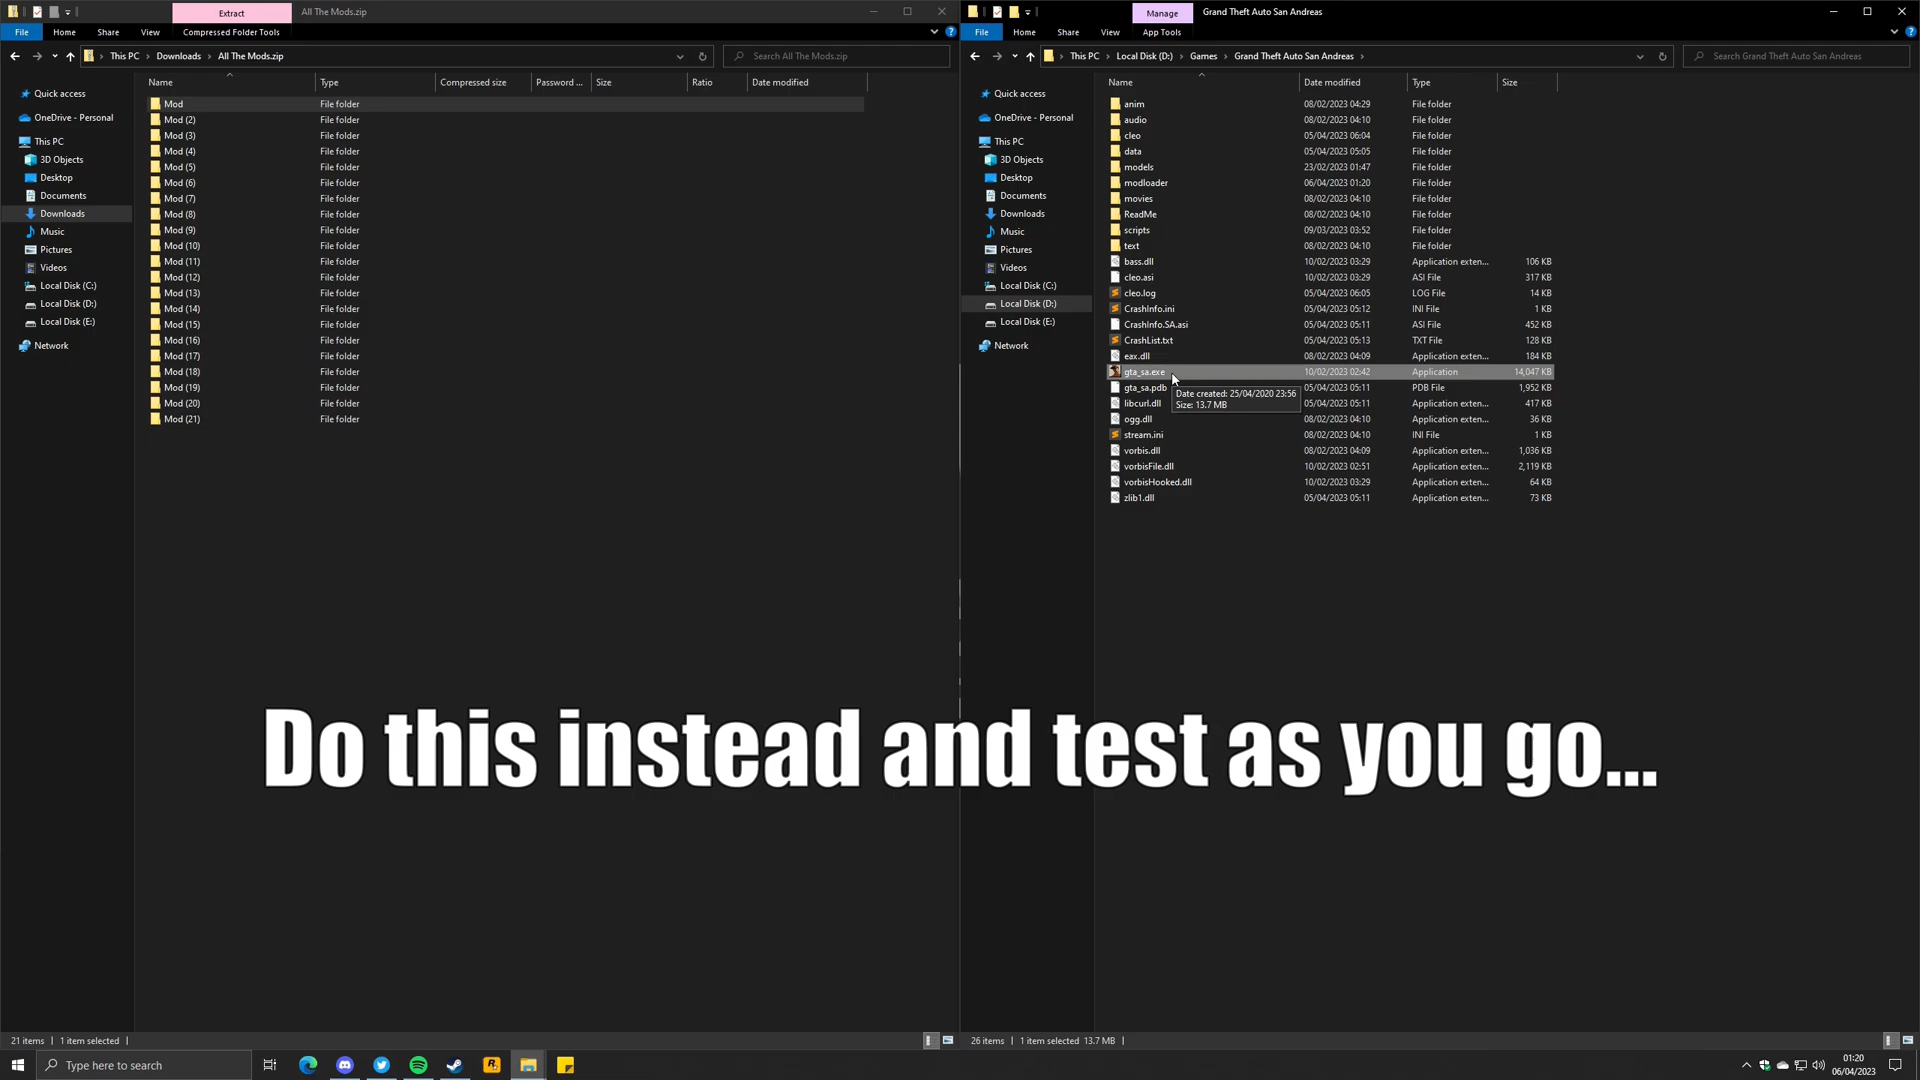 Extract
All The Mods.zip
File
Home
Share
View
Compressed Folder Tools
This PC > Downloads > All The Mods.zip
Search All The Mods.zip
Name
Type
Compressed size
Password ...
Size
Ratio
Date modified
Quick access
OneDrive - Personal
This PC
3D Objects
Desktop
Documents
Downloads
Music
Pictures
Videos
Local Disk (C:)
Local Disk (D:)
Local Disk (E:)
Network
Mod File folder
Mod (2) File folder
Mod (3) File folder
Mod (4) File folder
Mod (5) File folder
Mod (6) File folder
Mod (7) File folder
Mod (8) File folder
Mod (9) File folder
Mod (10) File folder
Mod (11) File folder
Mod (12) File folder
Mod (13) File folder
Mod (14) File folder
Mod (15) File folder
Mod (16) File folder
Mod (17) File folder
Mod (18) File folder
Mod (19) File folder
Mod (20) File folder
Mod (21) File folder
21 items 1 item selected
Manage
Grand Theft Auto San Andreas
File
Home
Share
View
App Tools
This PC > Local Disk (D:) > Games > Grand Theft Auto San Andreas >
Search Grand Theft Auto San Andreas
Name
Date modified
Type
Size
Quick access
OneDrive - Personal
This PC
3D Objects
Desktop
Documents
Downloads
Music
Pictures
Videos
Local Disk (C:)
Local Disk (D:)
Local Disk (E:)
Network
anim 08/02/2023 04:29 File folder
audio 08/02/2023 04:10 File folder
cleo 05/04/2023 06:04 File folder
data 05/04/2023 05:05 File folder
models 23/02/2023 01:47 File folder
modloader 06/04/2023 01:20 File folder
movies 08/02/2023 04:10 File folder
ReadMe 08/02/2023 04:10 File folder
scripts 09/03/2023 03:52 File folder
text 08/02/2023 04:10 File folder
bass.dll 10/02/2023 03:29 Application exten... 106 KB
cleo.asi 10/02/2023 03:29 ASI File 317 KB
cleo.log 05/04/2023 06:05 LOG File 14 KB
CrashInfo.ini 05/04/2023 05:12 INI File 1 KB
CrashInfo.SA.asi 05/04/2023 05:11 ASI File 452 KB
CrashList.txt 05/04/2023 05:13 TXT File 128 KB
eax.dll 08/02/2023 04:09 Application exten... 184 KB
gta_sa.exe 10/02/2023 02:42 Application 14,047 KB
gta_sa.pdb 05/04/2023 05:11 PDB File 1,952 KB
Date created: 25/04/2020 23:56
Size: 13.7 MB
libcurl.dll 05/04/2023 05:11 Application exten... 417 KB
ogg.dll 08/02/2023 04:10 Application exten... 36 KB
stream.ini 08/02/2023 04:10 INI File 1 KB
vorbis.dll 08/02/2023 04:09 Application exten... 1,036 KB
vorbisFile.dll 10/02/2023 02:51 Application exten... 2,119 KB
vorbisHooked.dll 10/02/2023 03:29 Application exten... 64 KB
zlib1.dll 05/04/2023 05:11 Application exten... 73 KB
Do this instead and test as you go...
26 items 1 item selected 13.7 MB
Type here to search
01:20
06/04/2023